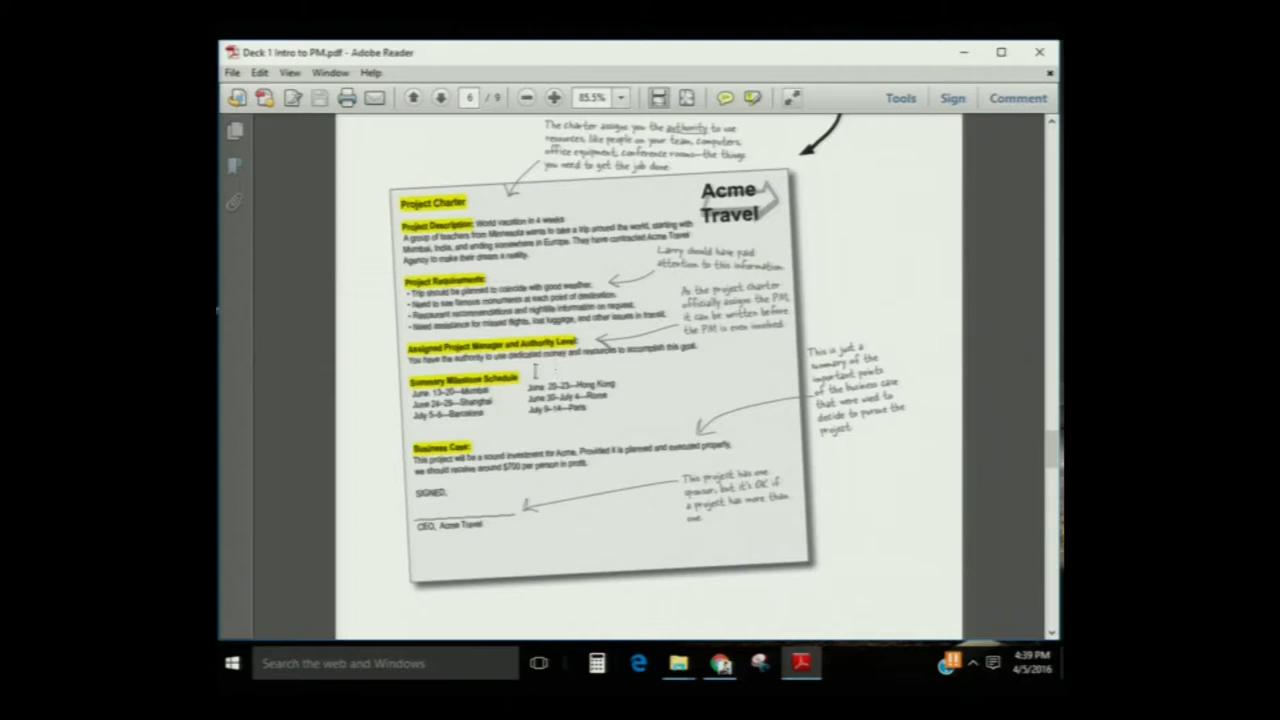 Deck 1 Intro to PM.pdf - Adobe Reader
File Edit View Window Help
6 / 9 85.5% Tools Sign Comment
The charter assigns you the authority to use
resources, like people on your team, computers,
office equipment, conference rooms—the things
you need to get the job done.
Acme
Travel
Project Charter
Project Description: World vacation in 4 weeks
A group of teachers from Minnesota wants to take a trip around the world, starting with
Mumbai, India, and ending somewhere in Europe. They have contracted Acme Travel
Agency to make their dream a reality.
Larry should have paid
attention to this information.
Project Requirements:
• Trip should be planned to coincide with good weather.
• Need to see famous monuments at each point of destination.
• Restaurant recommendations and nightlife information on request.
• Need assistance for missed flights, lost luggage, and other issues in transit.
As the project charter
officially assigns the PM,
it can be written before
the PM is even involved.
Assigned Project Manager and Authority Level:
You have the authority to use dedicated money and resources to accomplish this goal.
Summary Milestone Schedule
June 13–20—Mumbai
June 24–29—Shanghai
July 5–8—Barcelona
June 20–23—Hong Kong
June 30–July 4—Rome
July 9–14—Paris
This is just a
summary of the
important points
of the business case
that were used to
decide to pursue the
project.
Business Case:
This project will be a sound investment for Acme. Provided it is planned and executed properly,
we should receive around $700 per person in profit.
SIGNED,
CEO, Acme Travel
This project has one
sponsor, but it's OK if
a project has more than
one.
Search the web and Windows
4:39 PM
4/5/2016